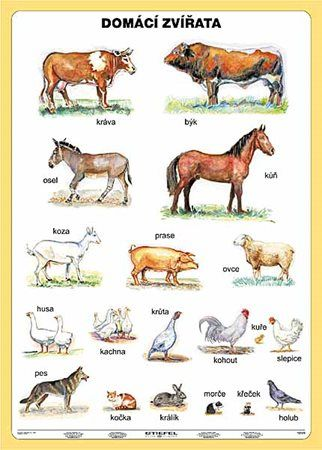 DOMÁCÍ ZVÍŘATA
kráva
býk
osel
kůň
koza
prase
ovce
husa
kachna
krůta
kohout
kuře
slepice
pes
kočka
králík
morče
křeček
holub
STIEFEL